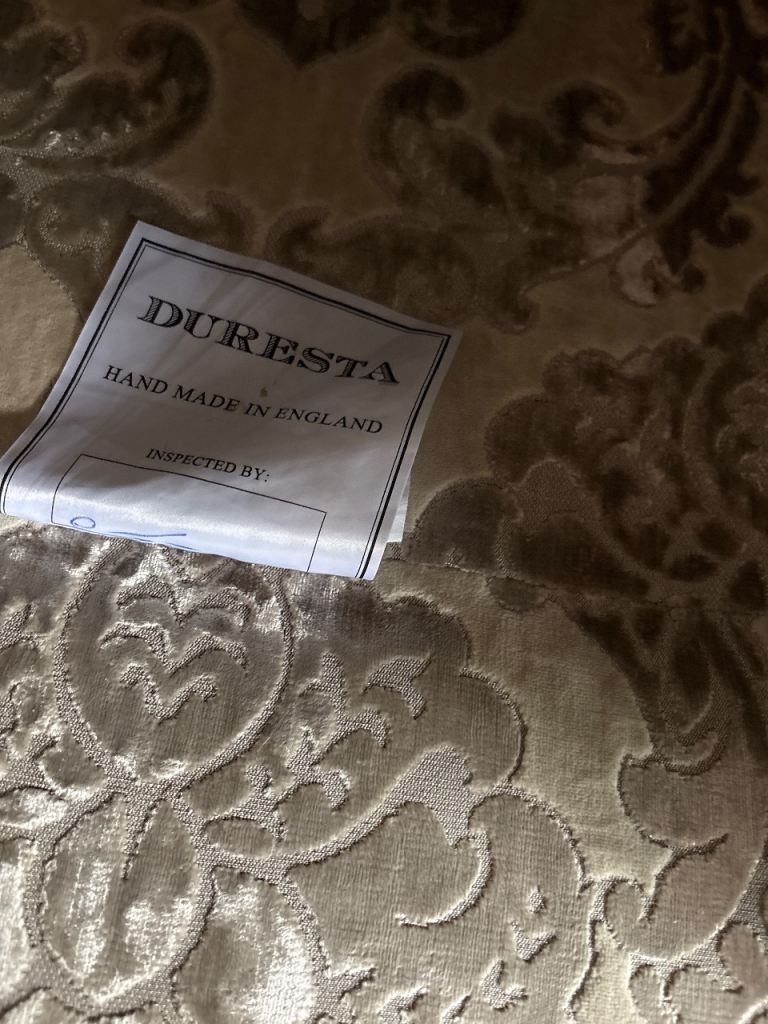 DURESTA
HAND MADE IN ENGLAND
INSPECTED BY: